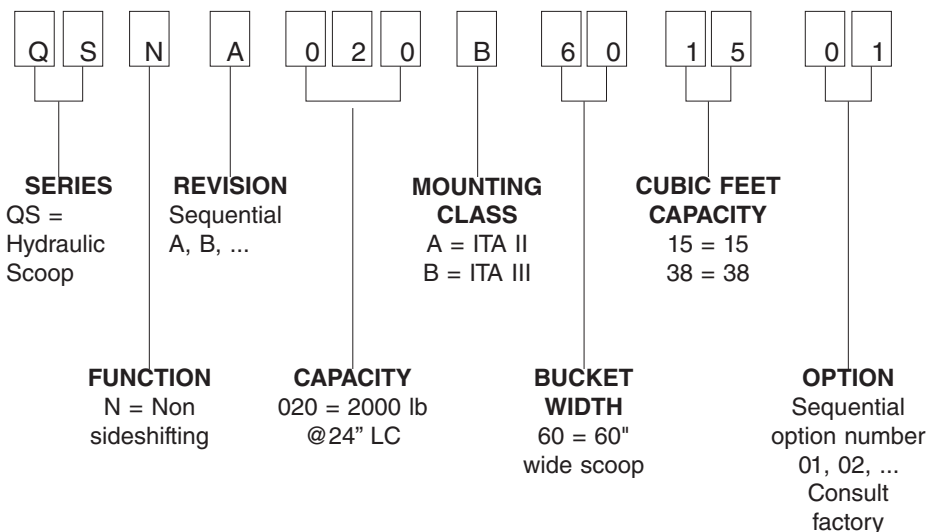 Q S N A 0 2 0 B 6 0 1 5 0 1
SERIES
QS =
Hydraulic
Scoop
REVISION
Sequential
A, B, ...
MOUNTING
CLASS
A = ITA II
B = ITA III
CUBIC FEET
CAPACITY
15 = 15
38 = 38
FUNCTION
N = Non
sideshifting
CAPACITY
020 = 2000 lb
@24” LC
BUCKET
WIDTH
60 = 60"
wide scoop
OPTION
Sequential
option number
01, 02, ...
Consult
factory